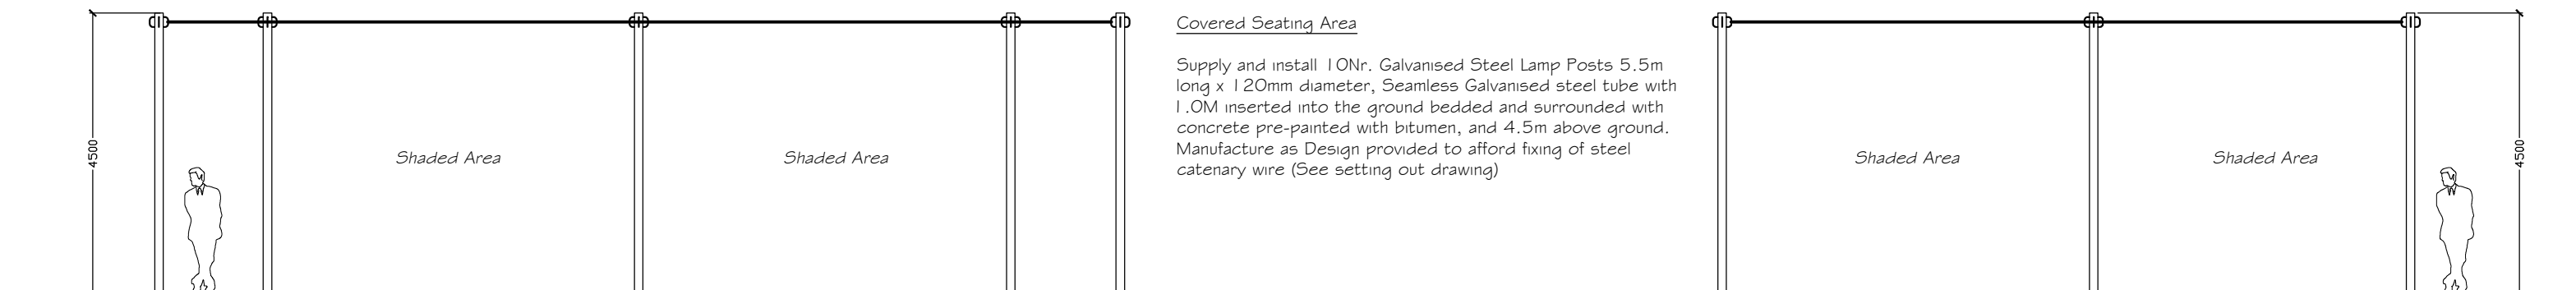 Covered Seating Area
Supply and install 10Nr. Galvanised Steel Lamp Posts 5.5m
long x 120mm diameter, Seamless Galvanised steel tube with
1.0M inserted into the ground bedded and surrounded with
concrete pre-painted with bitumen, and 4.5m above ground.
Manufacture as Design provided to afford fixing of steel
catenary wire (See setting out drawing)
4500
Shaded Area
Shaded Area
Shaded Area
Shaded Area
4500